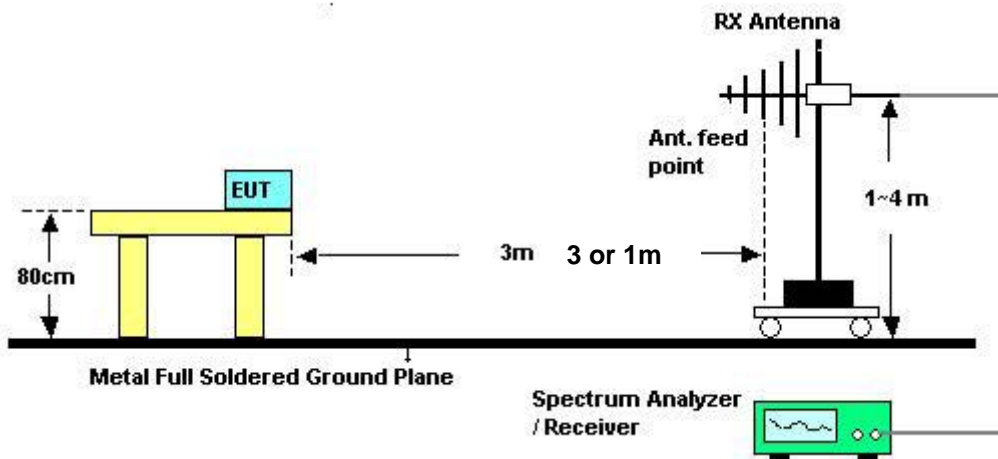 RX Antenna
Ant. feed
point
EUT
1~4 m
3m 3 or 1m
80cm
Metal Full Soldered Ground Plane
Spectrum Analyzer
/ Receiver